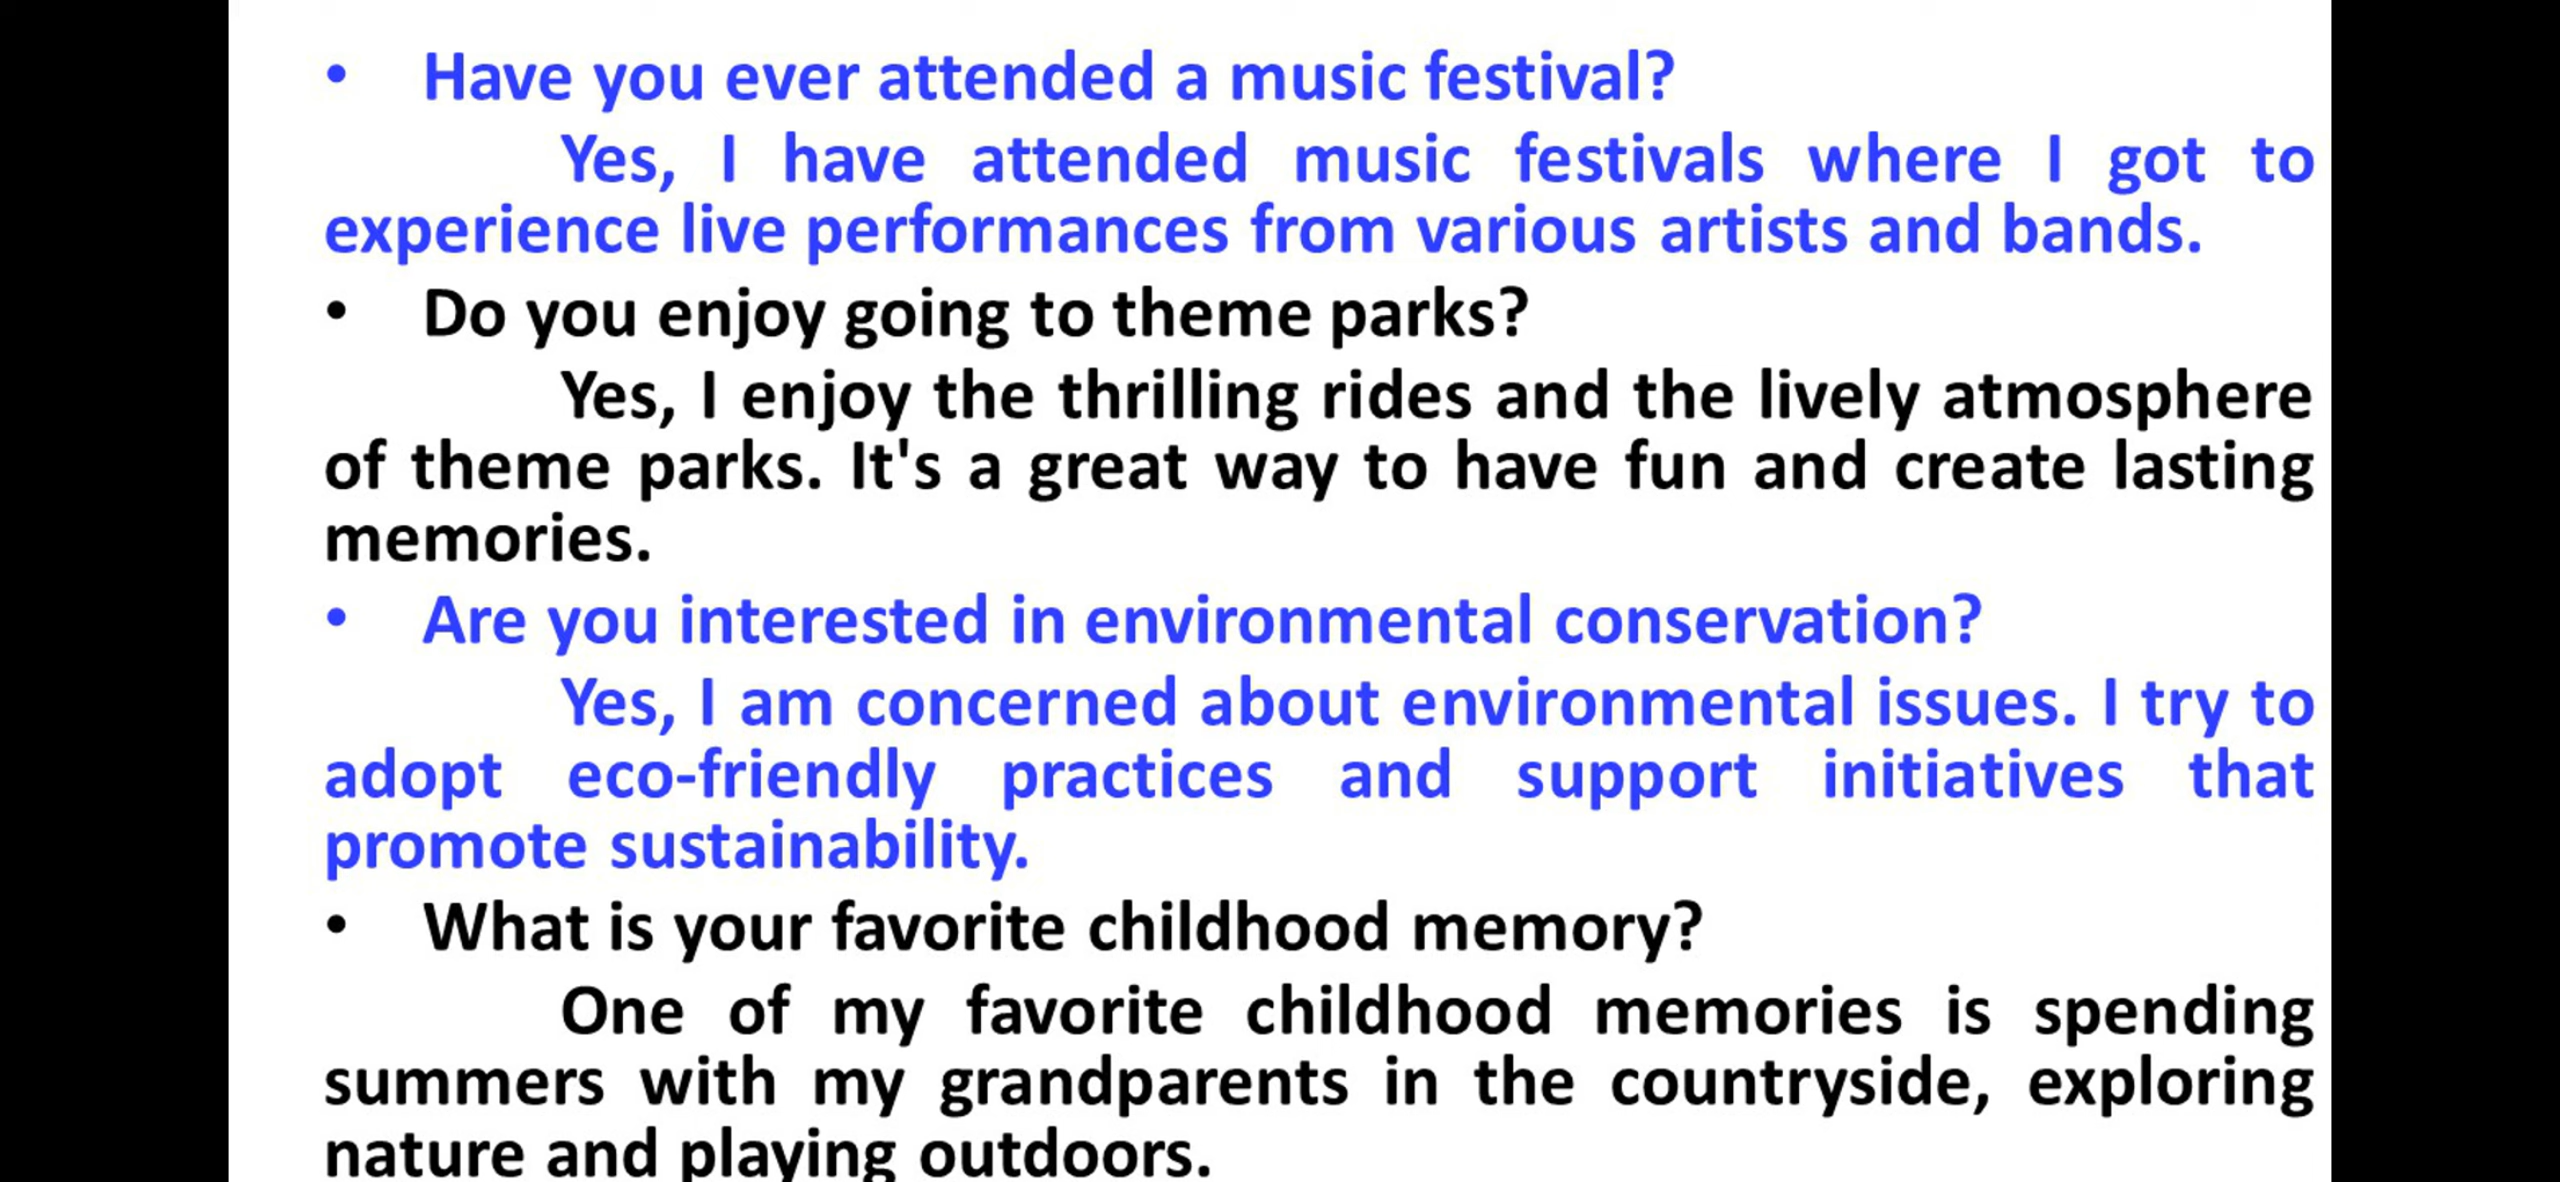 • Have you ever attended a music festival?
Yes, I have attended music festivals where I got to
experience live performances from various artists and bands.
• Do you enjoy going to theme parks?
Yes, I enjoy the thrilling rides and the lively atmosphere
of theme parks. It's a great way to have fun and create lasting
memories.
• Are you interested in environmental conservation?
Yes, I am concerned about environmental issues. I try to
adopt eco-friendly practices and support initiatives that
promote sustainability.
• What is your favorite childhood memory?
One of my favorite childhood memories is spending
summers with my grandparents in the countryside, exploring
nature and playing outdoors.